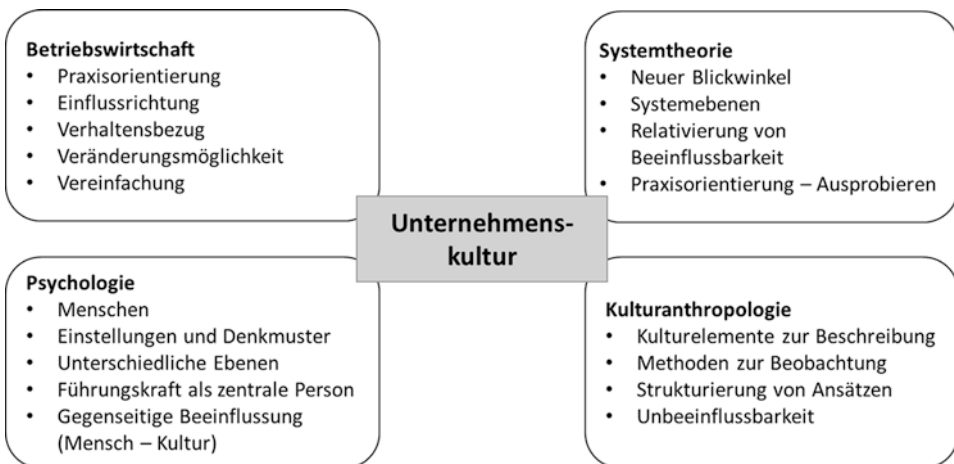 Betriebswirtschaft
• Praxisorientierung
• Einflussrichtung
• Verhaltensbezug
• Veränderungsmöglichkeit
• Vereinfachung
Systemtheorie
• Neuer Blickwinkel
• Systemebenen
• Relativierung von
Beeinflussbarkeit
• Praxisorientierung – Ausprobieren
Unternehmens-
kultur
Psychologie
• Menschen
• Einstellungen und Denkmuster
• Unterschiedliche Ebenen
• Führungskraft als zentrale Person
• Gegenseitige Beeinflussung
(Mensch – Kultur)
Kulturanthropologie
• Kulturelemente zur Beschreibung
• Methoden zur Beobachtung
• Strukturierung von Ansätzen
• Unbeeinflussbarkeit